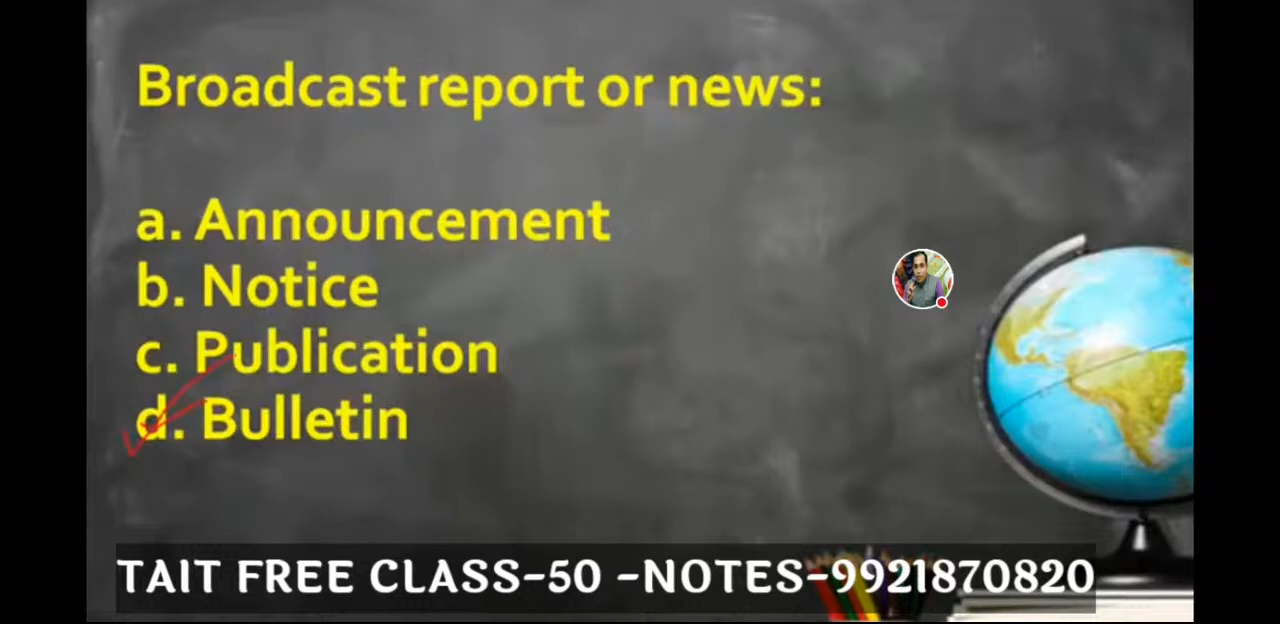 Broadcast report or news:
a. Announcement
b. Notice
c. Publication
d. Bulletin
TAIT FREE CLASS-50 -NOTES-9921870820